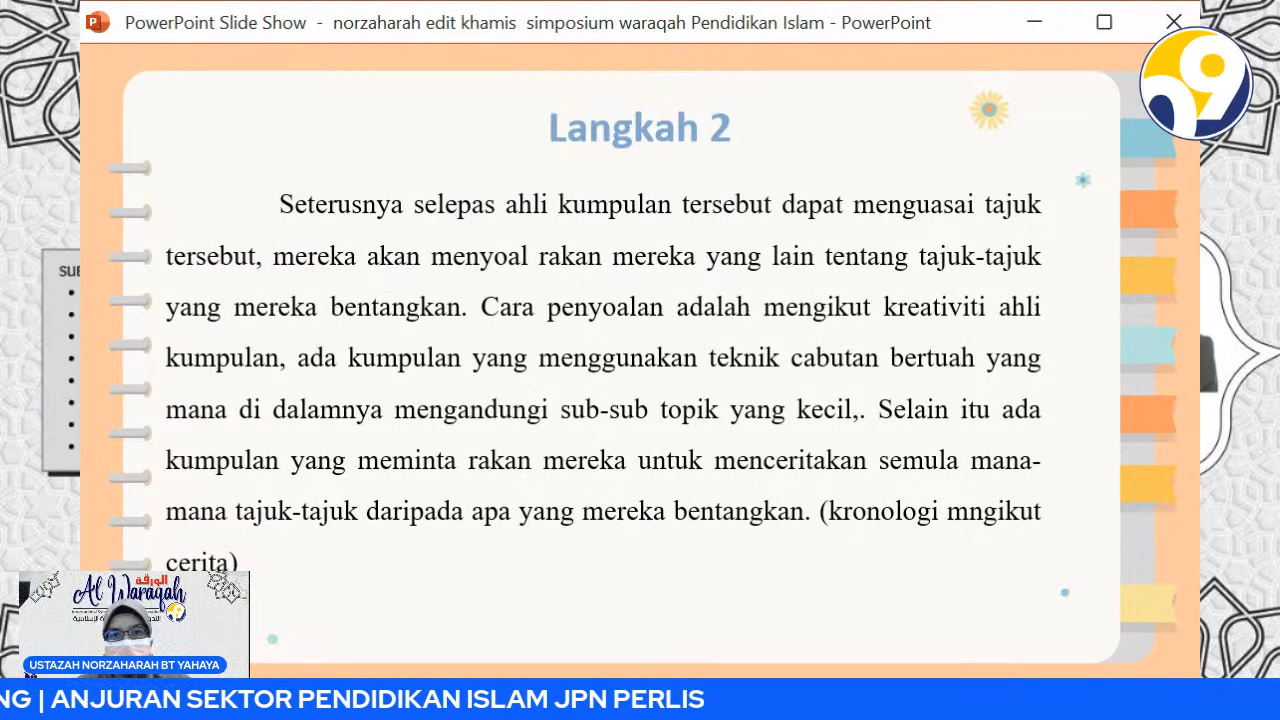 PowerPoint Slide Show - norzaharah edit khamis simposium waraqah Pendidikan Islam - PowerPoint
Langkah 2
Seterusnya selepas ahli kumpulan tersebut dapat menguasai tajuk
tersebut, mereka akan menyoal rakan mereka yang lain tentang tajuk-tajuk
yang mereka bentangkan. Cara penyoalan adalah mengikut kreativiti ahli
kumpulan, ada kumpulan yang menggunakan teknik cabutan bertuah yang
mana di dalamnya mengandungi sub-sub topik yang kecil,. Selain itu ada
kumpulan yang meminta rakan mereka untuk menceritakan semula mana-
mana tajuk-tajuk daripada apa yang mereka bentangkan. (kronologi mngikut
cerita)
SUB
الورقة
Al Waraqah
USTAZAH NORZAHARAH BT YAHAYA
NG | ANJURAN SEKTOR PENDIDIKAN ISLAM JPN PERLIS